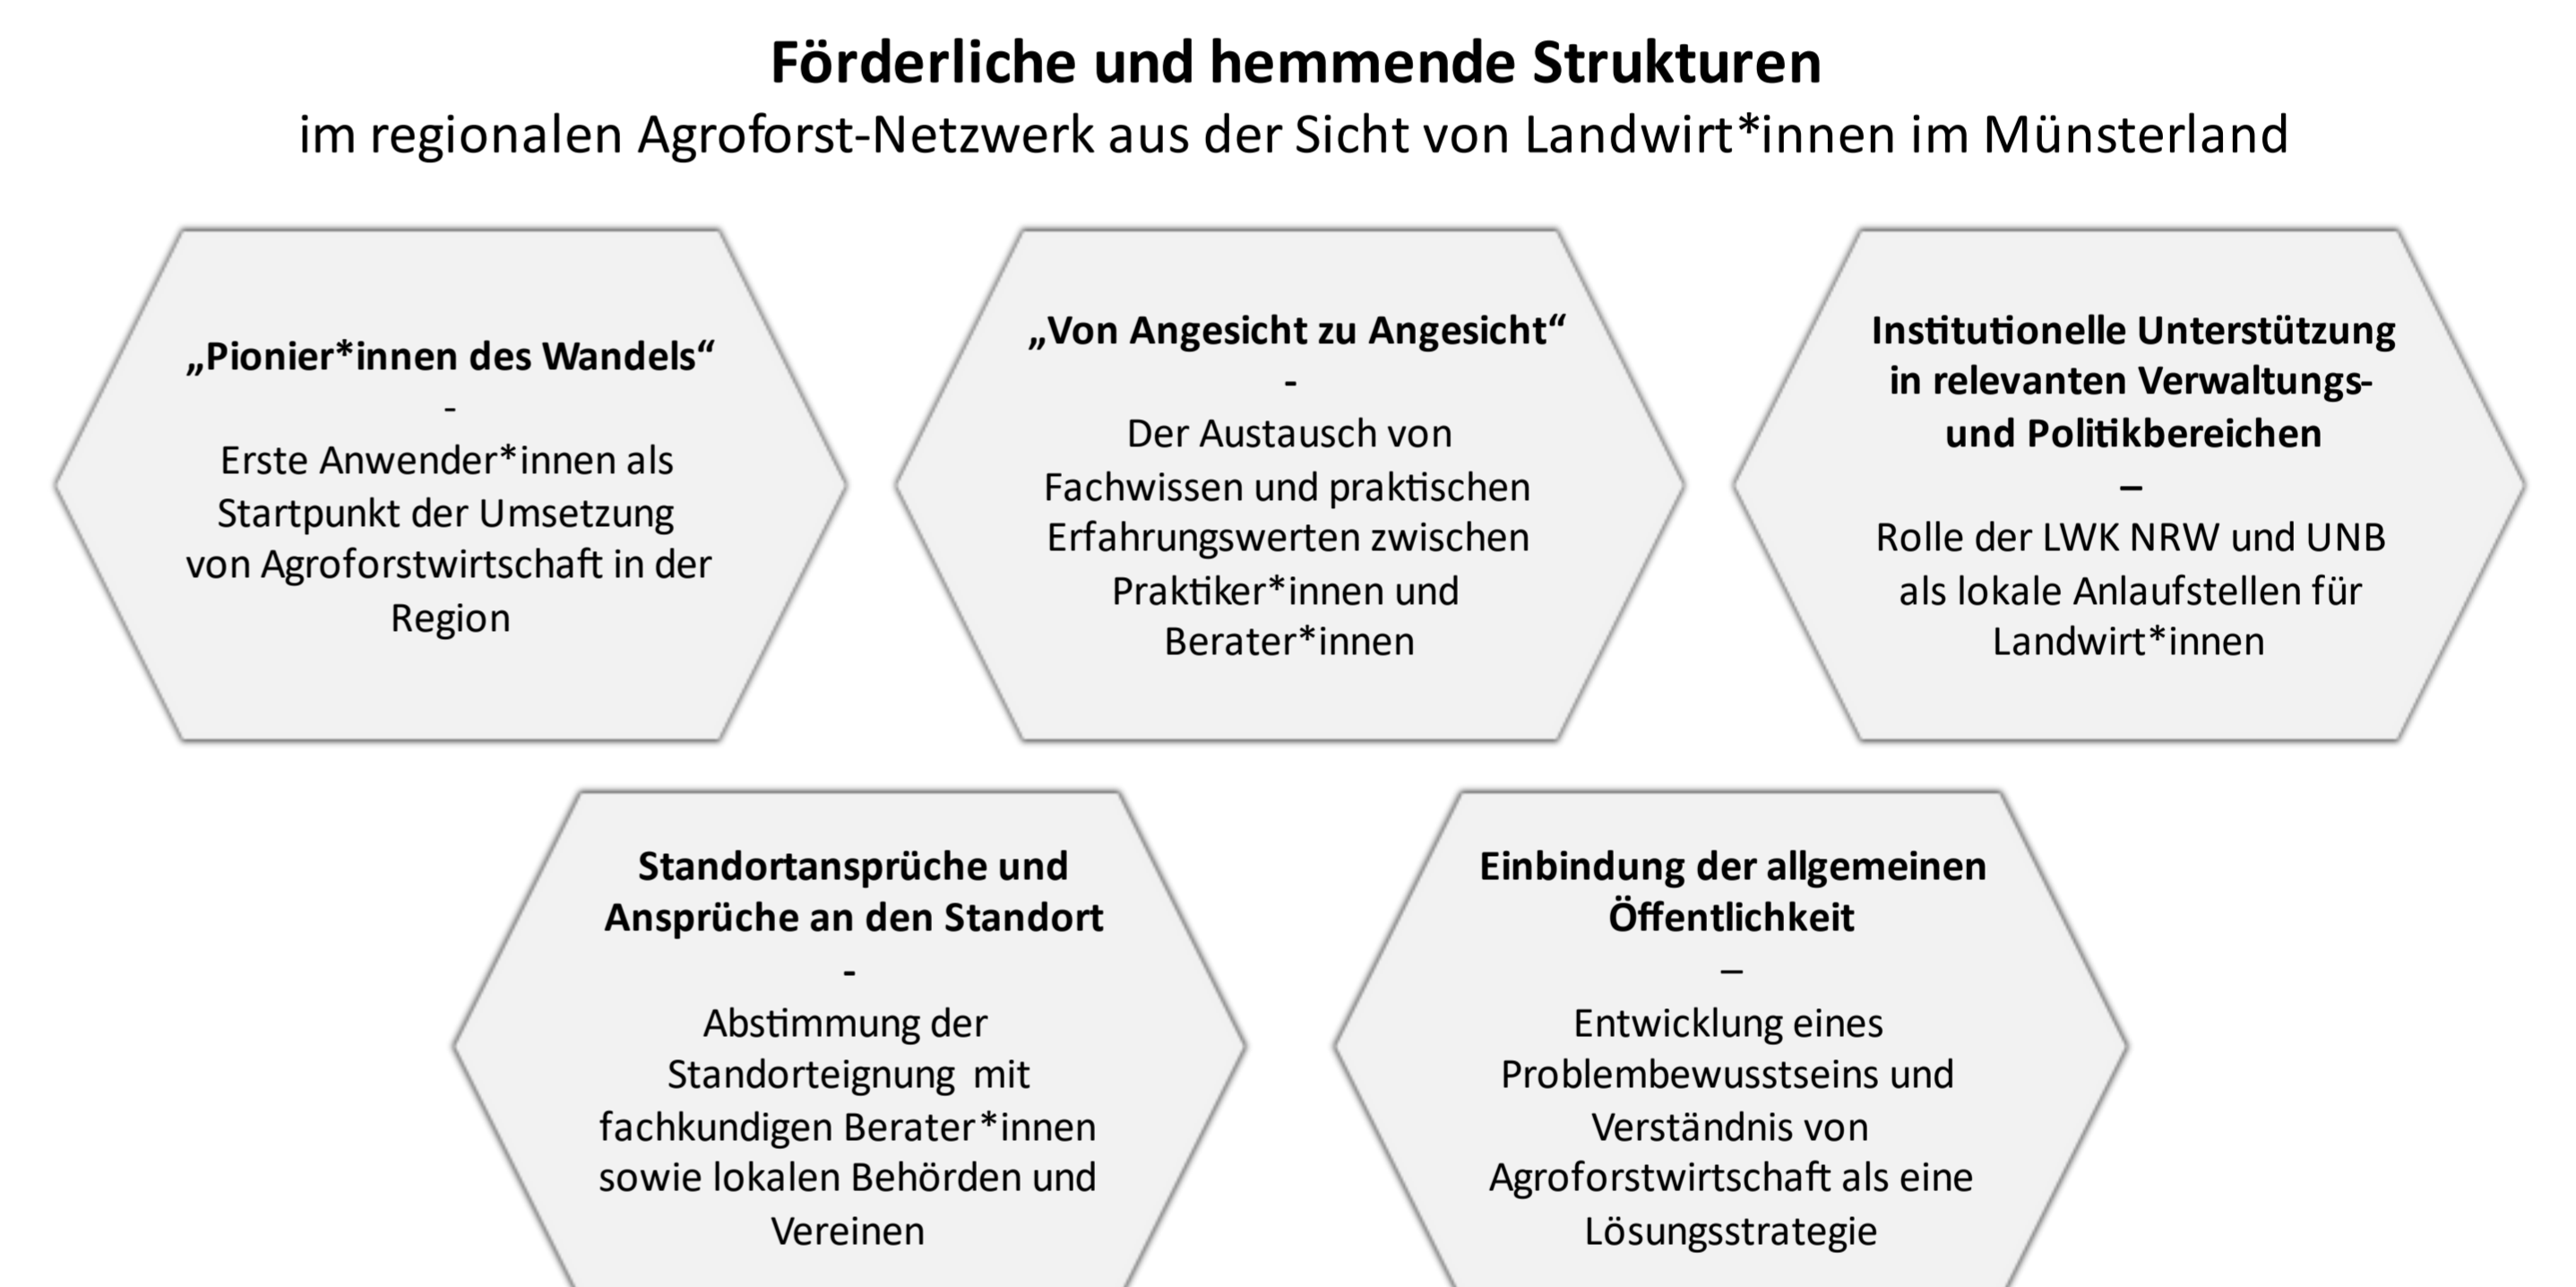 Förderliche und hemmende Strukturen
im regionalen Agroforst-Netzwerk aus der Sicht von Landwirt*innen im Münsterland
„Pionier*innen des Wandels“
-
Erste Anwender*innen als
Startpunkt der Umsetzung
von Agroforstwirtschaft in der
Region
„Von Angesicht zu Angesicht“
-
Der Austausch von
Fachwissen und praktischen
Erfahrungswerten zwischen
Praktiker*innen und
Berater*innen
Institutionelle Unterstützung
in relevanten Verwaltungs-
und Politikbereichen
–
Rolle der LWK NRW und UNB
als lokale Anlaufstellen für
Landwirt*innen
Standortansprüche und
Ansprüche an den Standort
-
Abstimmung der
Standorteignung mit
fachkundigen Berater*innen
sowie lokalen Behörden und
Vereinen
Einbindung der allgemeinen
Öffentlichkeit
–
Entwicklung eines
Problembewusstseins und
Verständnis von
Agroforstwirtschaft als eine
Lösungsstrategie